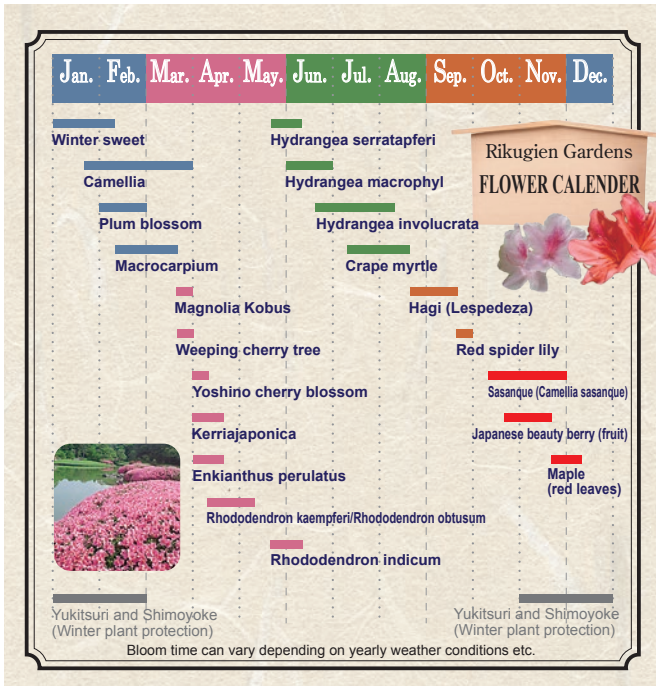 Jan. Feb. Mar. Apr. May. Jun. Jul. Aug. Sep. Oct. Nov. Dec.
Rikugien Gardens
FLOWER CALENDER
Winter sweet
Camellia
Plum blossom
Macrocarpium
Magnolia Kobus
Weeping cherry tree
Yoshino cherry blossom
Kerriajaponica
Enkianthus perulatus
Rhododendron kaempferi/Rhododendron obtusum
Rhododendron indicum
Hydrangea serratapferi
Hydrangea macrophyl
Hydrangea involucrata
Crape myrtle
Hagi (Lespedeza)
Red spider lily
Sasanque (Camellia sasanque)
Japanese beauty berry (fruit)
Maple
(red leaves)
Yukitsuri and Shimoyoke
(Winter plant protection)
Yukitsuri and Shimoyoke
(Winter plant protection)
Bloom time can vary depending on yearly weather conditions etc.